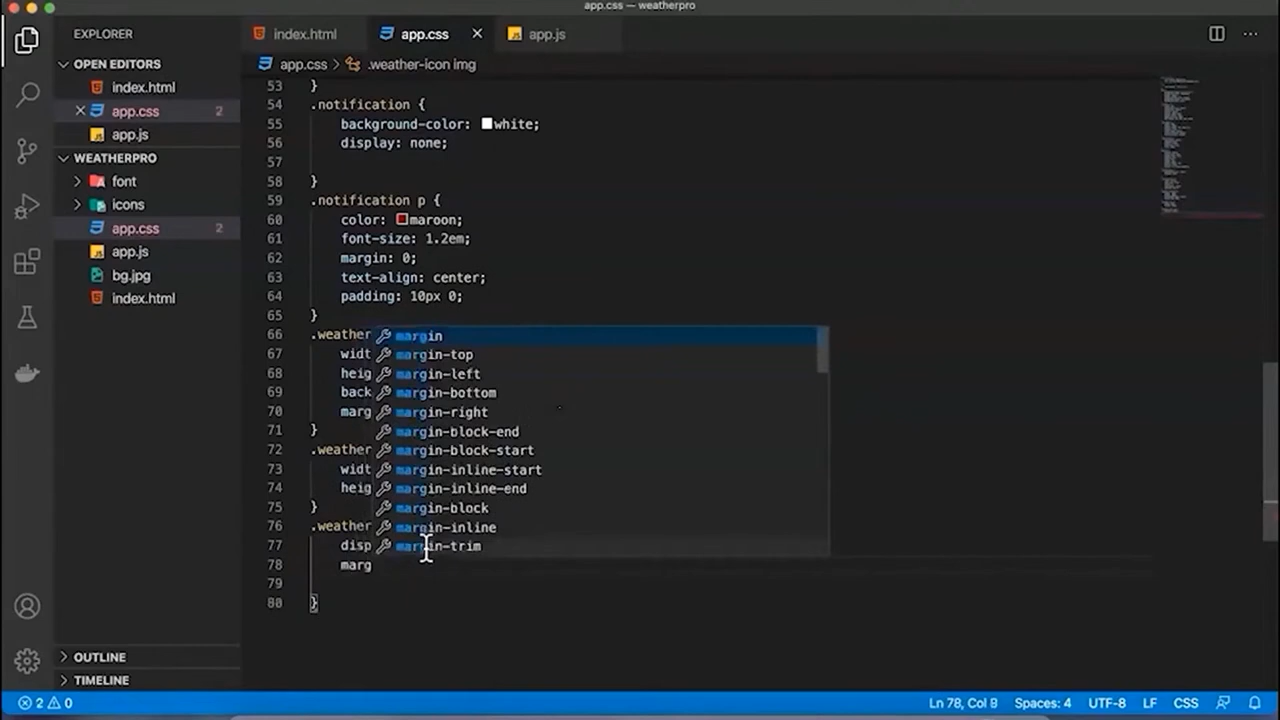 app.css — weatherpro
EXPLORER
index.html
app.css
app.js
OPEN EDITORS
index.html
app.css 2
app.js
WEATHERPRO
font
icons
app.css 2
app.js
bg.jpg
index.html
OUTLINE
TIMELINE
app.css > .weather-icon img
53 }
54 .notification {
55 background-color: white;
56 display: none;
57
58 }
59 .notification p {
60 color: maroon;
61 font-size: 1.2em;
62 margin: 0;
63 text-align: center;
64 padding: 10px 0;
65 }
66 .weather margin
67 widt margin-top
68 heig margin-left
69 back margin-bottom
70 marg margin-right
71 } margin-block-end
72 .weather margin-block-start
73 widt margin-inline-start
74 heig margin-inline-end
75 } margin-block
76 .weather margin-inline
77 disp margin-trim
78 marg
79
80 }
2 0 Ln 78, Col 9 Spaces: 4 UTF-8 LF CSS